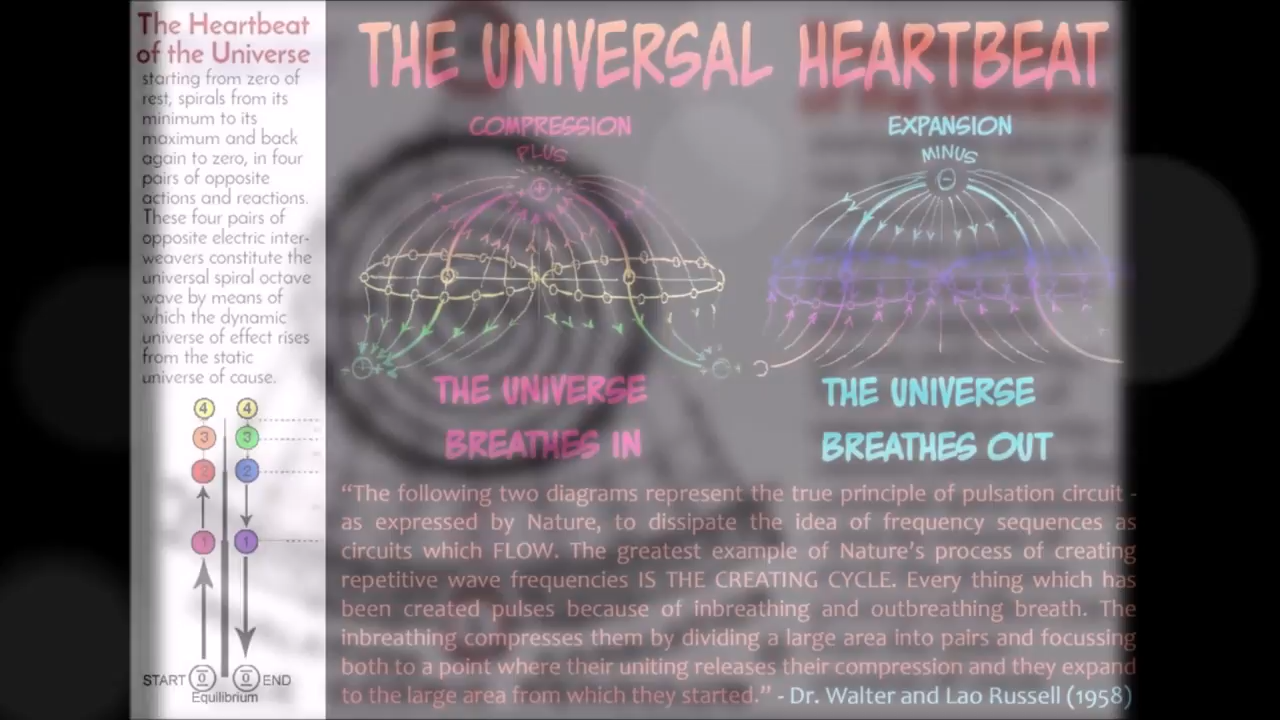 The Heartbeat
of the Universe
starting from zero of
rest, spirals from its
minimum to its
maximum and back
again to zero, in four
pairs of opposite
actions and reactions.
These four pairs of
opposite electric inter-
weavers constitute the
universal spiral octave
wave by means of
which the dynamic
universe of effect rises
from the static
universe of cause.
4 4
3 3
2 2
1 1
START 0 0 END
Equilibrium
THE UNIVERSAL HEARTBEAT
COMPRESSION
PLUS
EXPANSION
MINUS
THE UNIVERSE
BREATHES IN
THE UNIVERSE
BREATHES OUT
“The following two diagrams represent the true principle of pulsation circuit -
as expressed by Nature, to dissipate the idea of frequency sequences as
circuits which FLOW. The greatest example of Nature’s process of creating
repetitive wave frequencies IS THE CREATING CYCLE. Every thing which has
been created pulses because of inbreathing and outbreathing breath. The
inbreathing compresses them by dividing a large area into pairs and focussing
both to a point where their uniting releases their compression and they expand
to the large area from which they started.” - Dr. Walter and Lao Russell (1958)